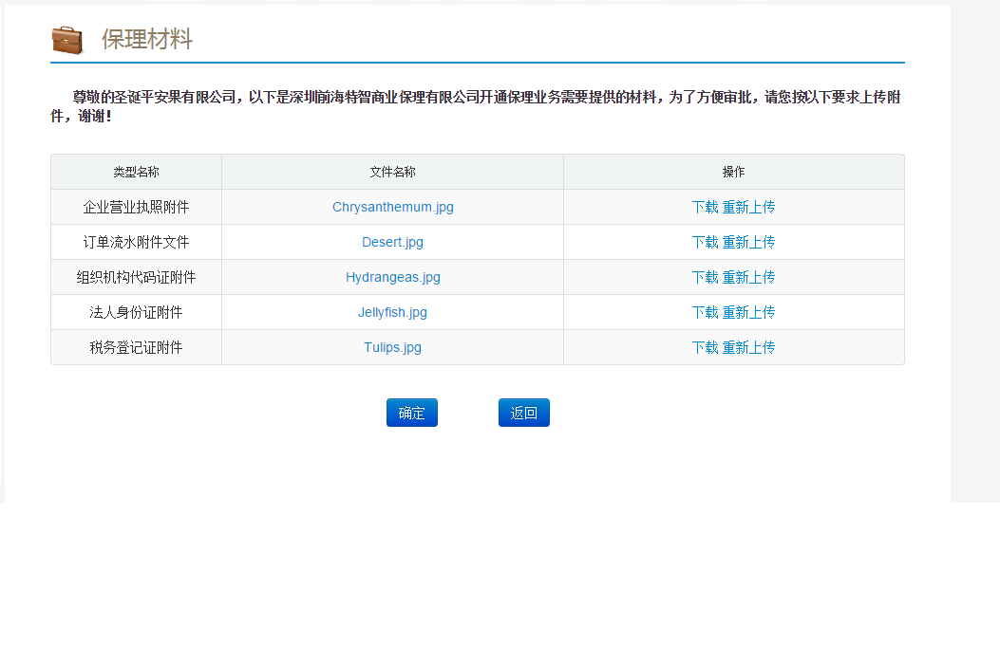 保理材料
尊敬的圣诞平安果有限公司，以下是深圳前海特智商业保理有限公司开通保理业务需要提供的材料，为了方便审批，请您按以下要求上传附
件，谢谢！
类型名称 文件名称 操作
企业营业执照附件 Chrysanthemum.jpg 下载 重新上传
订单流水附件文件 Desert.jpg 下载 重新上传
组织机构代码证附件 Hydrangeas.jpg 下载 重新上传
法人身份证附件 Jellyfish.jpg 下载 重新上传
税务登记证附件 Tulips.jpg 下载 重新上传
确定 返回